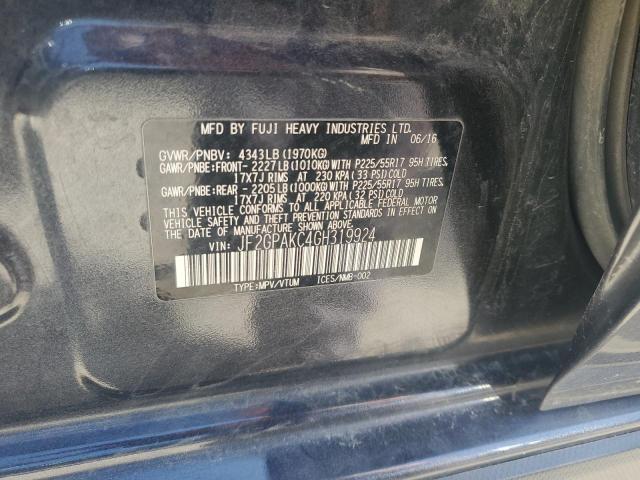 MFD BY FUJI HEAVY INDUSTRIES LTD.
MFD IN 06/16
GVWR/PNBV: 4343LB(1970KG)
GAWR/PNBE:FRONT- 2227LB(1010KG)WITH P225/55R17 95H TIRES,
17X7J RIMS AT 230 KPA(33 PSI)COLD
GAWR/PNBE:REAR - 2205LB(1000KG)WITH P225/55R17 95H TIRES,
17X7J RIMS AT 220 KPA(32 PSI)COLD
THIS VEHICLE CONFORMS TO ALL APPLICABLE FEDERAL MOTOR
VEHICLE SAFETY AND THEFT PREVENTION STANDARDS IN
EFFECT ON THE DATE OF MANUFACTURE SHOWN ABOVE.
VIN: JF2GPAKC4GH319924
TYPE:MPV/VTUM ICES/NMB-002